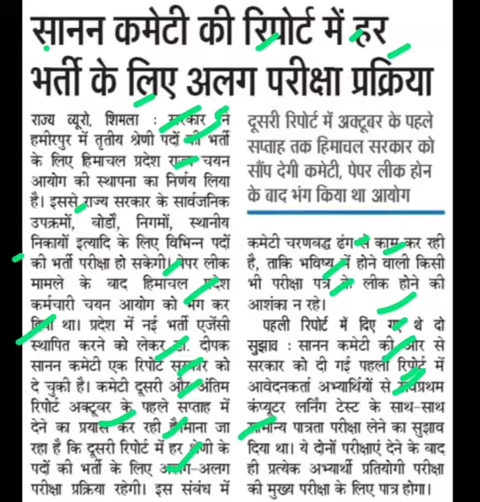 सानन कमेटी की रिपोर्ट में हर
भर्ती के लिए अलग परीक्षा प्रक्रिया
राज्य ब्यूरो, शिमला : सरकार ने
हमीरपुर में तृतीय श्रेणी पदों की भर्ती
के लिए हिमाचल प्रदेश राज्य चयन
आयोग की स्थापना का निर्णय लिया
है। इससे राज्य सरकार के सार्वजनिक
उपक्रमों, बोर्डों, निगमों, स्थानीय
निकायों इत्यादि के लिए विभिन्न पदों
की भर्ती परीक्षा हो सकेगी। पेपर लीक
मामले के बाद हिमाचल प्रदेश
कर्मचारी चयन आयोग को भंग कर
दिया था। प्रदेश में नई भर्ती एजेंसी
स्थापित करने को लेकर डा. दीपक
सानन कमेटी एक रिपोर्ट सरकार को
दे चुकी है। कमेटी दूसरी और अंतिम
रिपोर्ट अक्टूबर के पहले सप्ताह में
देने का प्रयास कर रही है। माना जा
रहा है कि दूसरी रिपोर्ट में हर श्रेणी के
पदों की भर्ती के लिए अलग-अलग
परीक्षा प्रक्रिया रहेगी। इस संबंध में
दूसरी रिपोर्ट में अक्टूबर के पहले
सप्ताह तक हिमाचल सरकार को
सौंप देगी कमेटी, पेपर लीक होन
के बाद भंग किया था आयोग
कमेटी चरणबद्ध ढंग से काम कर रही
है, ताकि भविष्य में होने वाली किसी
भी परीक्षा पत्र के लीक होने की
आशंका न रहे।
पहली रिपोर्ट में दिए गए थे दो
सुझाव : सानन कमेटी की ओर से
सरकार को दी गई पहली रिपोर्ट में
आवेदनकर्ता अभ्यार्थियों से सर्वप्रथम
कंप्यूटर लर्निंग टेस्ट के साथ-साथ
सामान्य पात्रता परीक्षा लेने का सुझाव
दिया था। ये दोनों परीक्षाएं देने के बाद
ही प्रत्येक अभ्यार्थी प्रतियोगी परीक्षा
की मुख्य परीक्षा के लिए पात्र होगा।